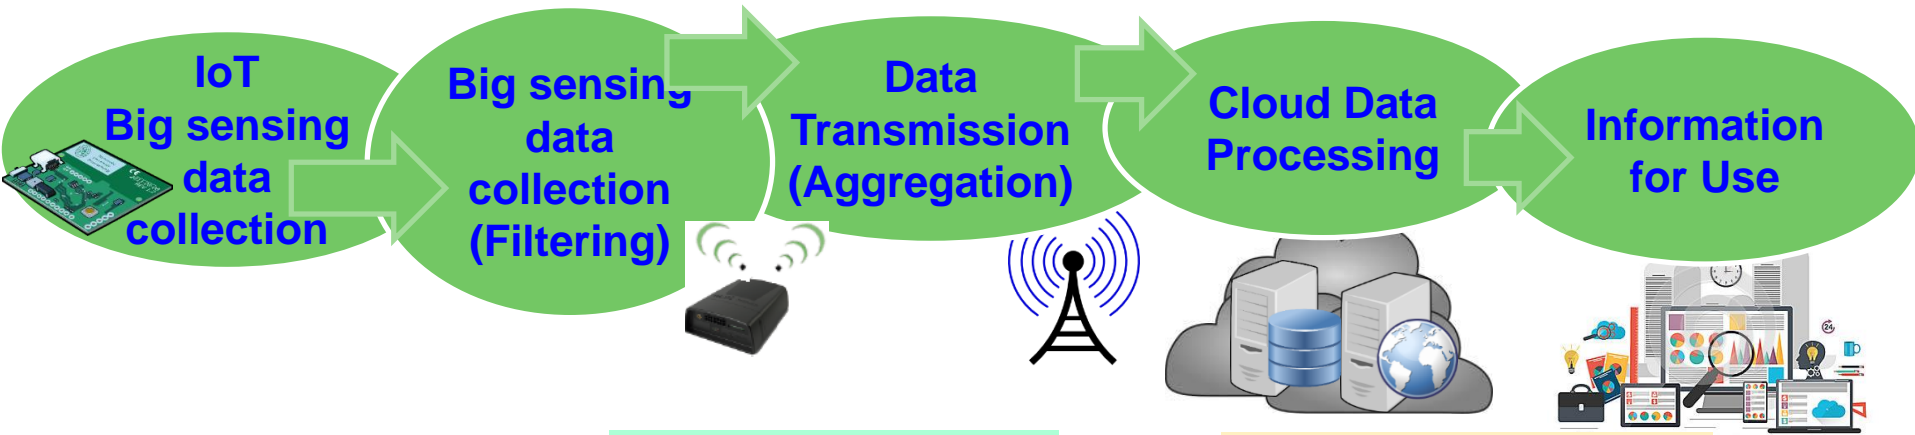 IoT
Big sensing
data
collection
Big sensing
data
collection
(Filtering)
Data
Transmission
(Aggregation)
Cloud Data
Processing
Information
for Use
24